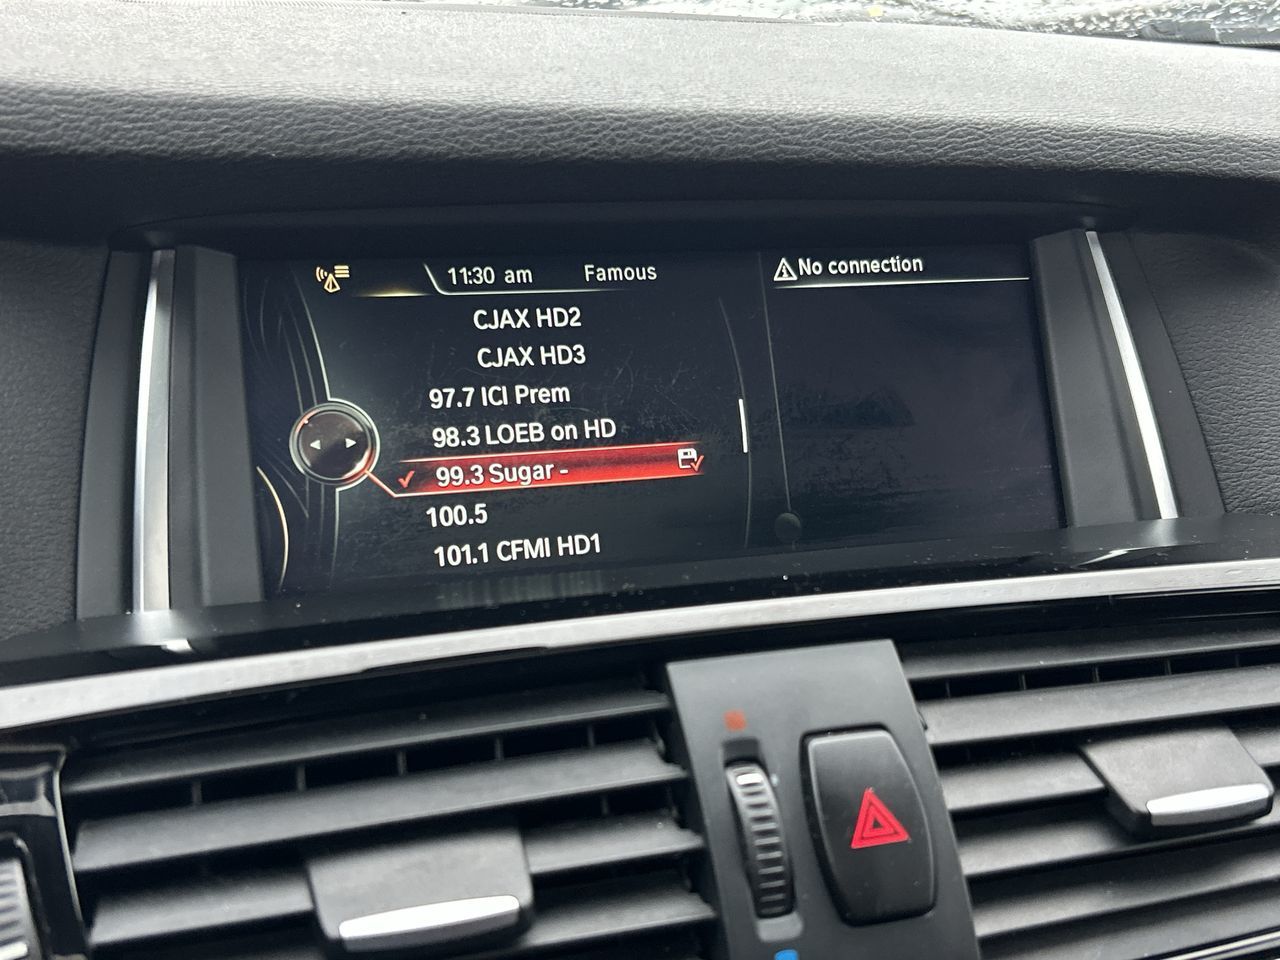 11:30 am Famous
No connection
CJAX HD2
CJAX HD3
97.7 ICI Prem
98.3 LOEB on HD
99.3 Sugar -
100.5
101.1 CFMI HD1